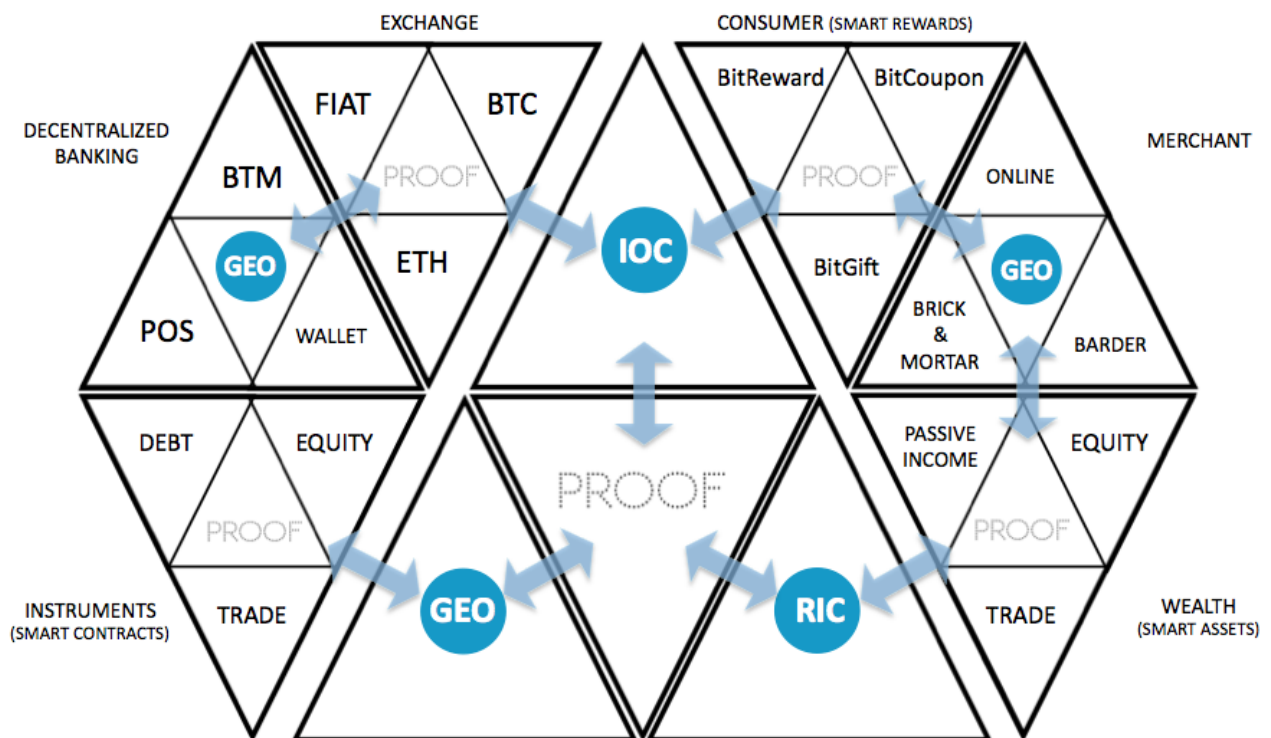 EXCHANGE
CONSUMER (SMART REWARDS)
FIAT
BTC
PROOF
BitReward
BitCoupon
PROOF
BitGift
DECENTRALIZED
BANKING
BTM
GEO
POS
WALLET
ETH
IOC
MERCHANT
ONLINE
GEO
BRICK
&
MORTAR
BARDER
DEBT
EQUITY
PROOF
TRADE
INSTRUMENTS
(SMART CONTRACTS)
PROOF
GEO
RIC
PASSIVE
INCOME
EQUITY
PROOF
TRADE
WEALTH
(SMART ASSETS)